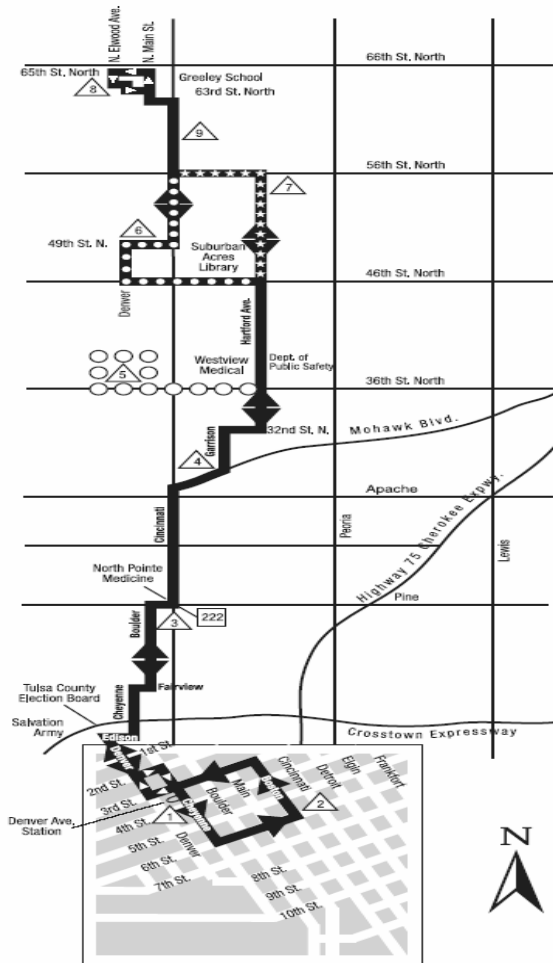 N. Elwood Ave.
N. Main St.
66th St. North
65th St. North
Greeley School
63rd St. North
8
9
56th St. North
7
6
49th St. N.
Suburban
Acres
Library
46th St. North
Denver
Hartford Ave.
Westview
Medical
Dept. of
Public Safety
5
36th St. North
32nd St. N.
Mohawk Blvd.
Garrison
4
Apache
Cincinnati
Peoria
Highway 75 Cherokee Expwy.
Lewis
North Pointe
Medicine
222
3
Pine
Boulder
Fairview
Cheyenne
Tulsa County
Election Board
Salvation
Army
Edison
Crosstown Expressway
Denver
1st St.
2nd St.
3rd St.
4th St.
5th St.
6th St.
7th St.
Denver Ave.
Station
1
Cheyenne
Denver
Boulder
Main
Boston
Cincinnati
Detroit
Elgin
Frankfort
2
8th St.
9th St.
10th St.
N